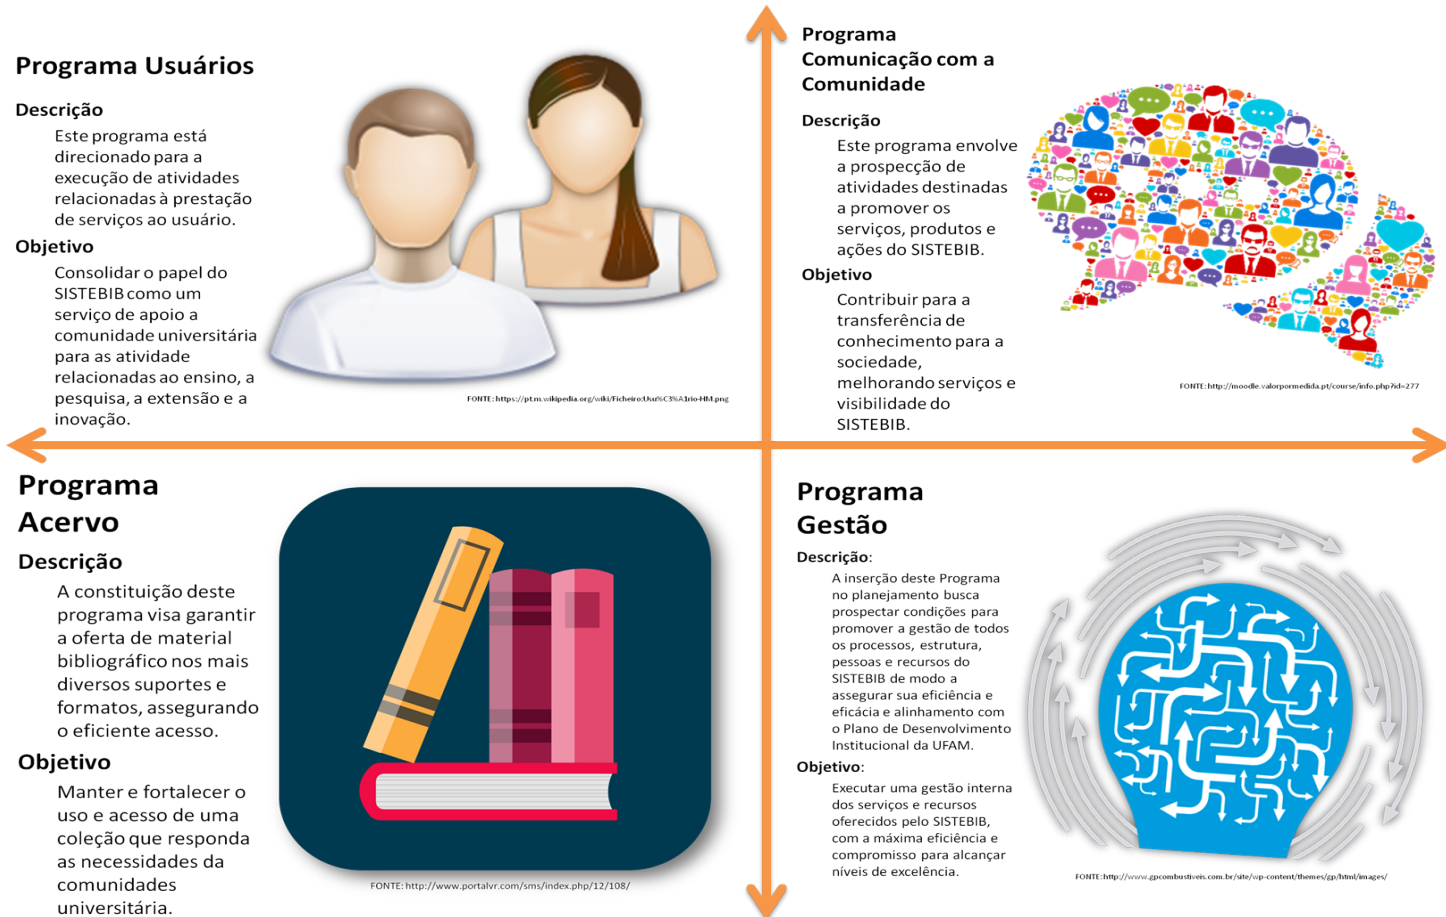 Programa Usuários
Descrição
Este programa está
direcionado para a
execução de atividades
relacionadas à prestação
de serviços ao usuário.
Objetivo
Consolidar o papel do
SISTEBIB como um
serviço de apoio a
comunidade universitária
para as atividade
relacionadas ao ensino, a
pesquisa, a extensão e a
inovação.
FONTE: https://pt.m.wikipedia.org/wiki/Ficheiro:Usu%C3%A1rio-HM.png
Programa
Comunicação com a
Comunidade
Descrição
Este programa envolve
a prospecção de
atividades destinadas
a promover os
serviços, produtos e
ações do SISTEBIB.
Objetivo
Contribuir para a
transferência de
conhecimento para a
sociedade,
melhorando serviços e
visibilidade do
SISTEBIB.
FONTE: http://moodle.valorpormedida.pt/course/info.php?id=277
Programa
Acervo
Descrição
A constituição deste
programa visa garantir
a oferta de material
bibliográfico nos mais
diversos suportes e
formatos, assegurando
o eficiente acesso.
Objetivo
Manter e fortalecer o
uso e acesso de uma
coleção que responda
as necessidades da
comunidades
universitária.
FONTE: http://www.portalvr.com/sms/index.php/12/108/
Programa
Gestão
Descrição:
A inserção deste Programa
no planejamento busca
prospectar condições para
promover a gestão de todos
os processos, estrutura,
pessoas e recursos do
SISTEBIB de modo a
assegurar sua eficiência e
eficácia e alinhamento com
o Plano de Desenvolvimento
Institucional da UFAM.
Objetivo:
Executar uma gestão interna
dos serviços e recursos
oferecidos pelo SISTEBIB,
com a máxima eficiência e
compromisso para alcançar
níveis de excelência.
FONTE: http://www.gpcombustiveis.com.br/site/wp-content/themes/gp/html/images/